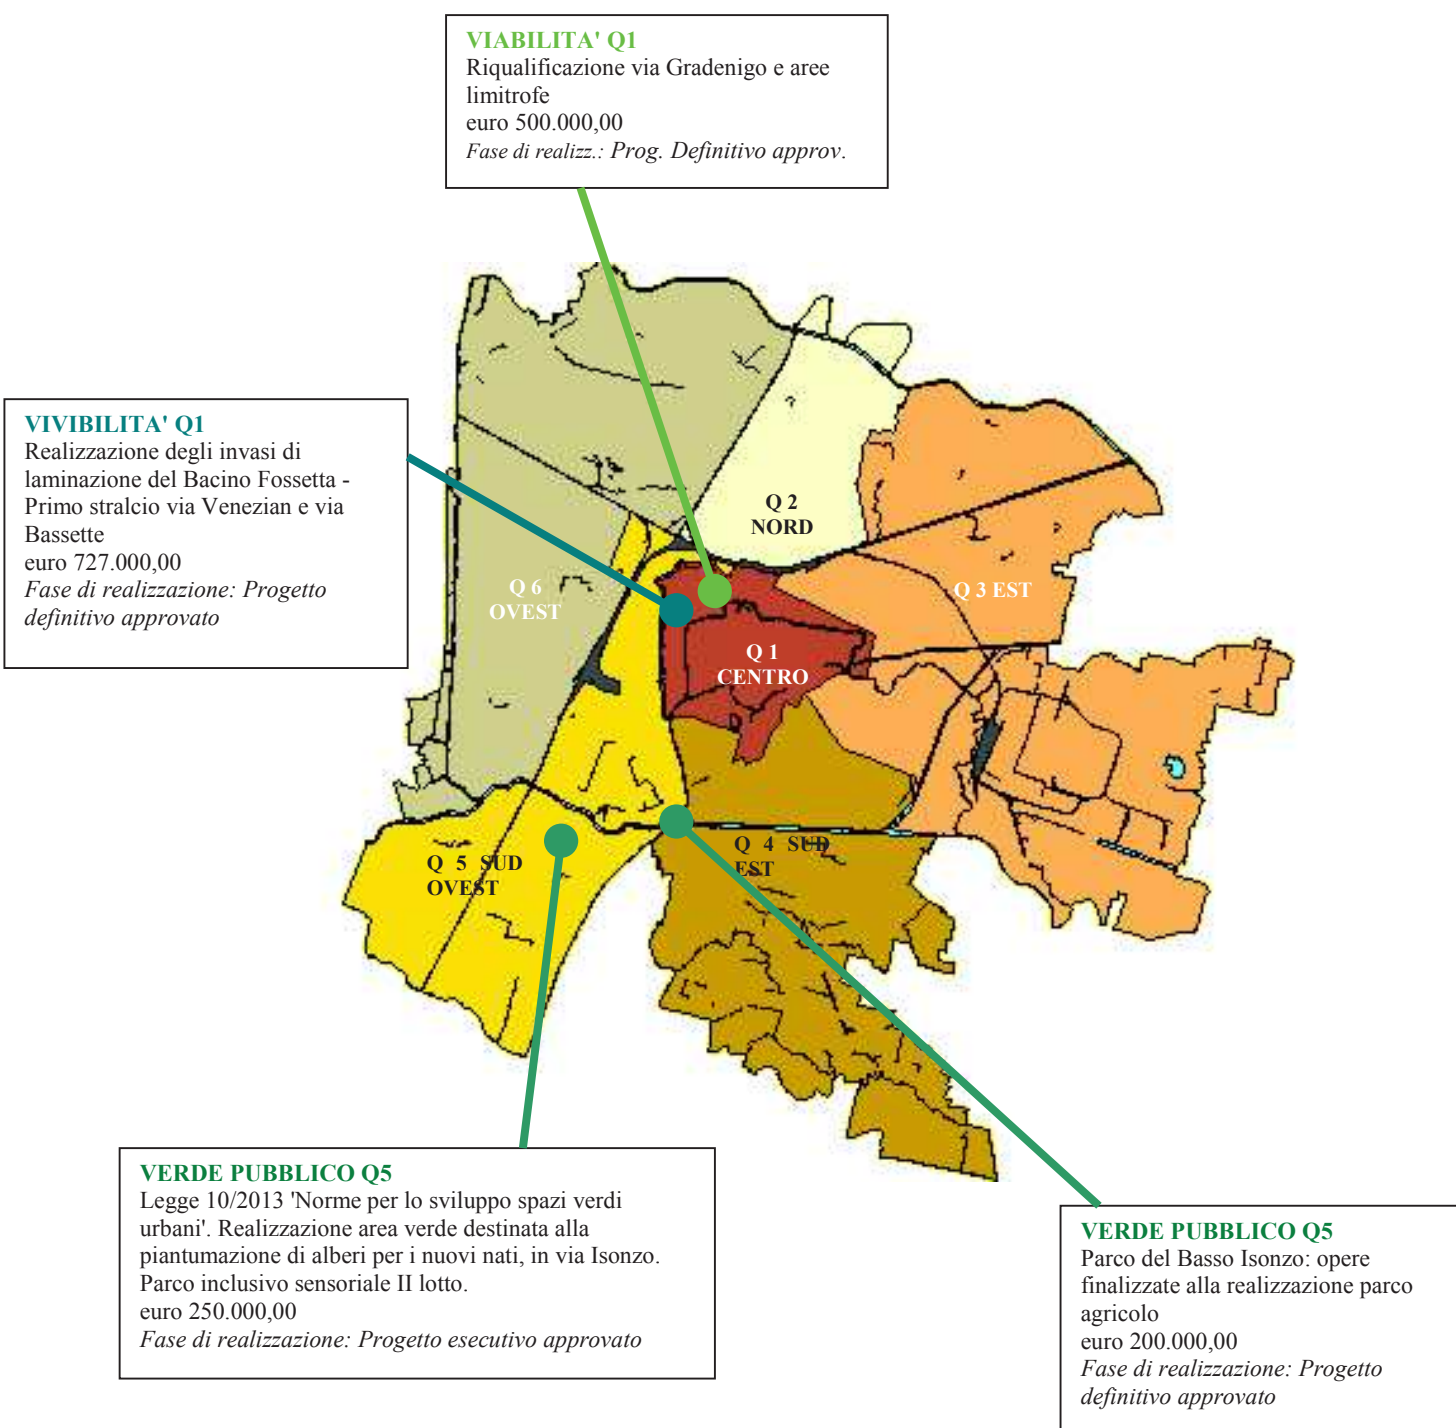 VIABILITA' Q1
Riqualificazione via Gradenigo e aree
limitrofe
euro 500.000,00
Fase di realizz.: Prog. Definitivo approv.
VIVIBILITA' Q1
Realizzazione degli invasi di
laminazione del Bacino Fossetta -
Primo stralcio via Venezian e via
Bassette
euro 727.000,00
Fase di realizzazione: Progetto
definitivo approvato
Q 2
NORD
Q 6
OVEST
Q 3 EST
Q 1
CENTRO
Q 4 SUD
EST
Q 5 SUD
OVEST
VERDE PUBBLICO Q5
Legge 10/2013 'Norme per lo sviluppo spazi verdi
urbani'. Realizzazione area verde destinata alla
piantumazione di alberi per i nuovi nati, in via Isonzo.
Parco inclusivo sensoriale II lotto.
euro 250.000,00
Fase di realizzazione: Progetto esecutivo approvato
VERDE PUBBLICO Q5
Parco del Basso Isonzo: opere
finalizzate alla realizzazione parco
agricolo
euro 200.000,00
Fase di realizzazione: Progetto
definitivo approvato